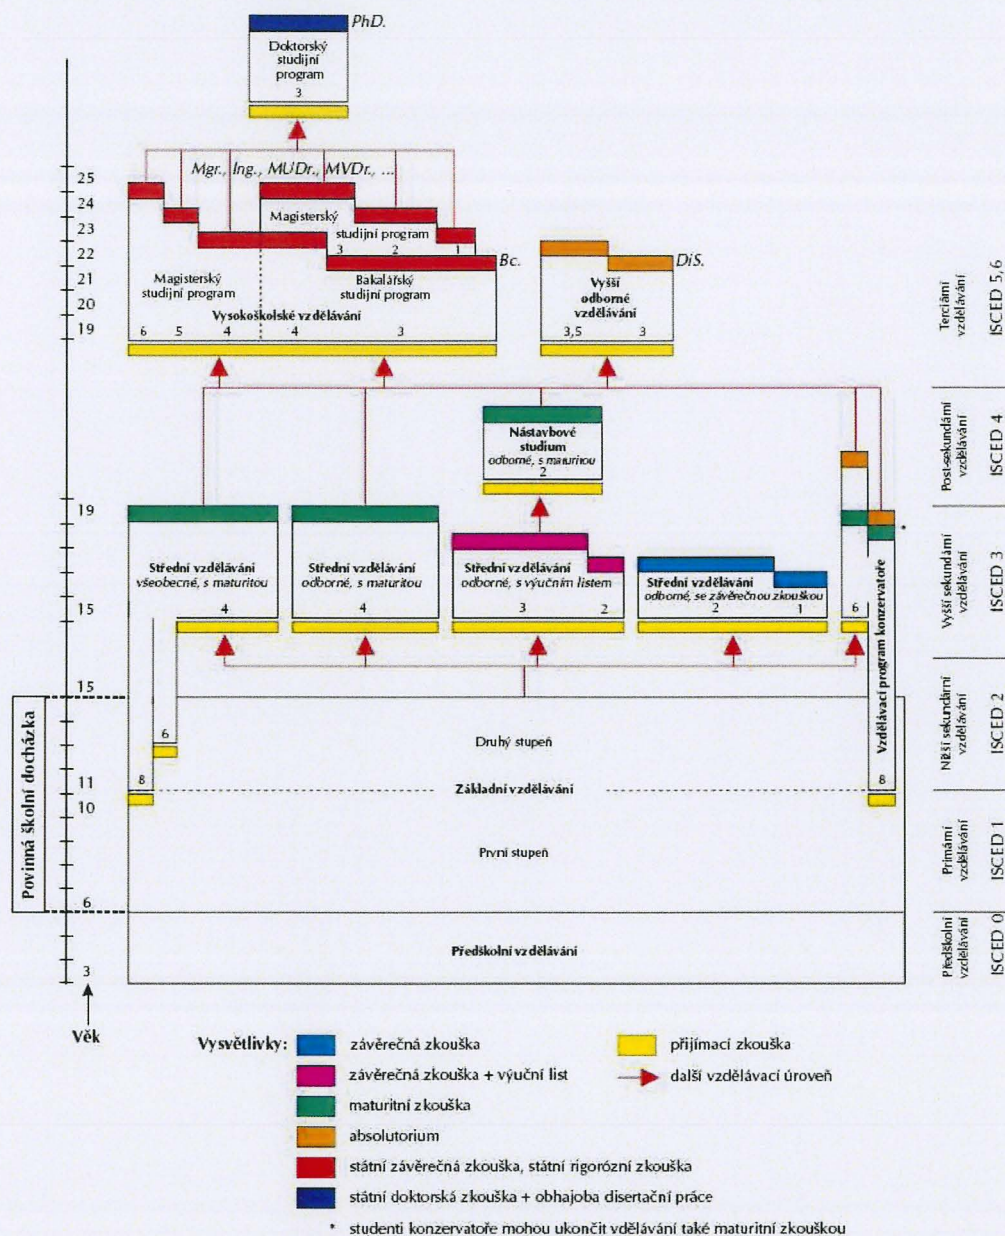 PhD.
Doktorský
studijní
program
3
Mgr., Ing., MUDr., MVDr., ...
25
24
23
22
21
20
19
Magisterský
studijní program
3 2 1
Bc.
Magisterský
studijní program
Bakalářský
studijní program
Vysokoškolské vzdělávání
6 5 4 4 3
DiS.
Vyšší
odborné
vzdělávání
3,5 3
Terciární
vzdělávání
ISCED 5,6
Nástavbové
studium
odborné, s maturitou
2
Post-sekundární
vzdělávání
ISCED 4
19
15
Střední vzdělávání
všeobecné, s maturitou
4
Střední vzdělávání
odborné, s maturitou
4
Střední vzdělávání
odborné, s výučním listem
3 2
Střední vzdělávání
odborné, se závěrečnou zkouškou
2 1
6
*
Vzdělávací program konzervatoře
8
Vyšší sekundární
vzdělávání
ISCED 3
15
11
10
6
3
Povinná školní docházka
6
8
Druhý stupeň
Základní vzdělávání
První stupeň
Předškolní vzdělávání
Nižší sekundární
vzdělávání
ISCED 2
Primární
vzdělávání
ISCED 1
Předškolní
vzdělávání
ISCED 0
Věk
Vysvětlivky:
závěrečná zkouška
závěrečná zkouška + výuční list
maturitní zkouška
absolutorium
státní závěrečná zkouška, státní rigorózní zkouška
státní doktorská zkouška + obhajoba disertační práce
* studenti konzervatoře mohou ukončit vdělávání také maturitní zkouškou
přijímací zkouška
další vzdělávací úroveň